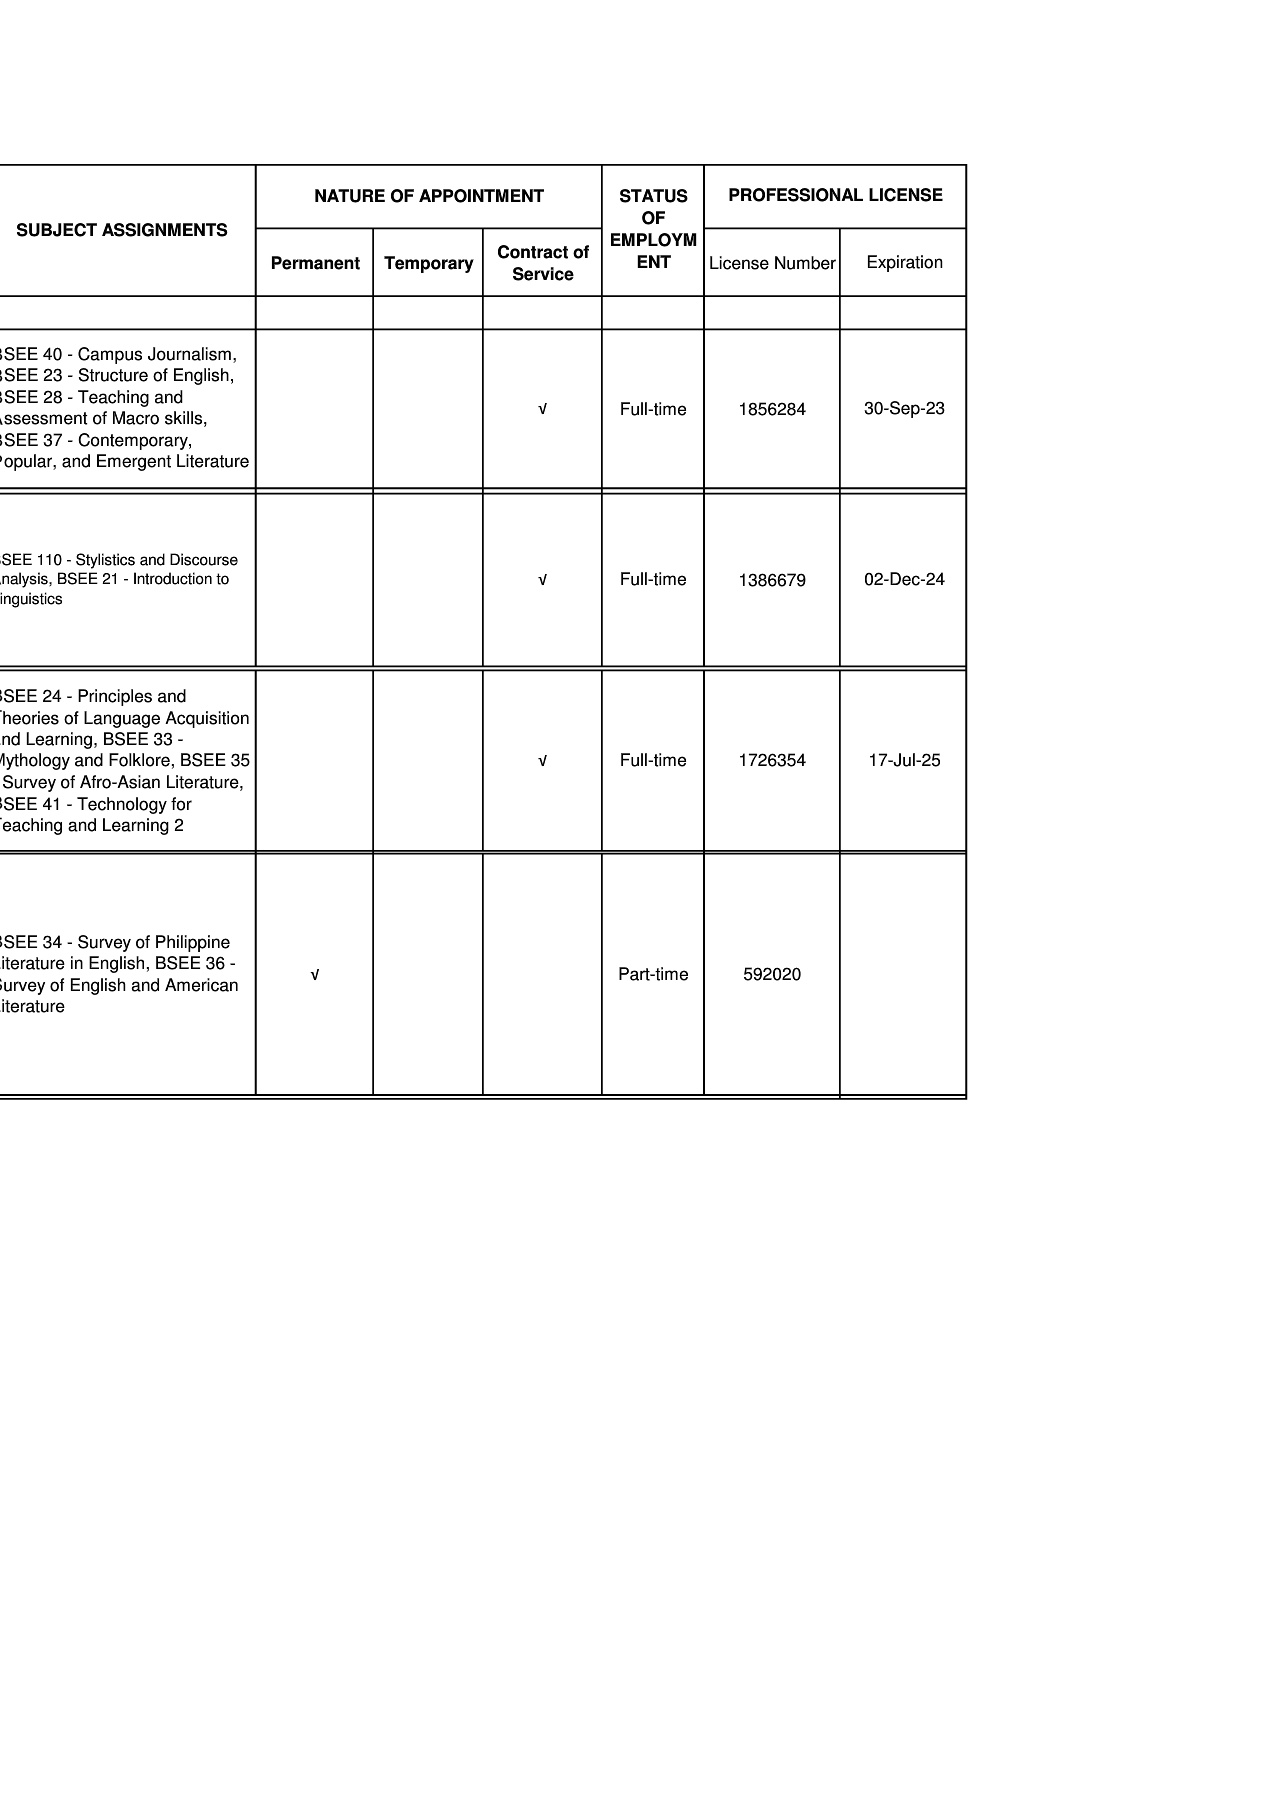 SUBJECT ASSIGNMENTS
NATURE OF APPOINTMENT
STATUS
OF
EMPLOYM
ENT
PROFESSIONAL LICENSE
Permanent
Temporary
Contract of
Service
License Number
Expiration
BSEE 40 - Campus Journalism,
BSEE 23 - Structure of English,
BSEE 28 - Teaching and
Assessment of Macro skills,
BSEE 37 - Contemporary,
Popular, and Emergent Literature
√
Full-time
1856284
30-Sep-23
BSEE 110 - Stylistics and Discourse
Analysis, BSEE 21 - Introduction to
Linguistics
√
Full-time
1386679
02-Dec-24
BSEE 24 - Principles and
Theories of Language Acquisition
and Learning, BSEE 33 -
Mythology and Folklore, BSEE 35
Survey of Afro-Asian Literature,
BSEE 41 - Technology for
Teaching and Learning 2
√
Full-time
1726354
17-Jul-25
BSEE 34 - Survey of Philippine
Literature in English, BSEE 36 -
Survey of English and American
Literature
√
Part-time
592020